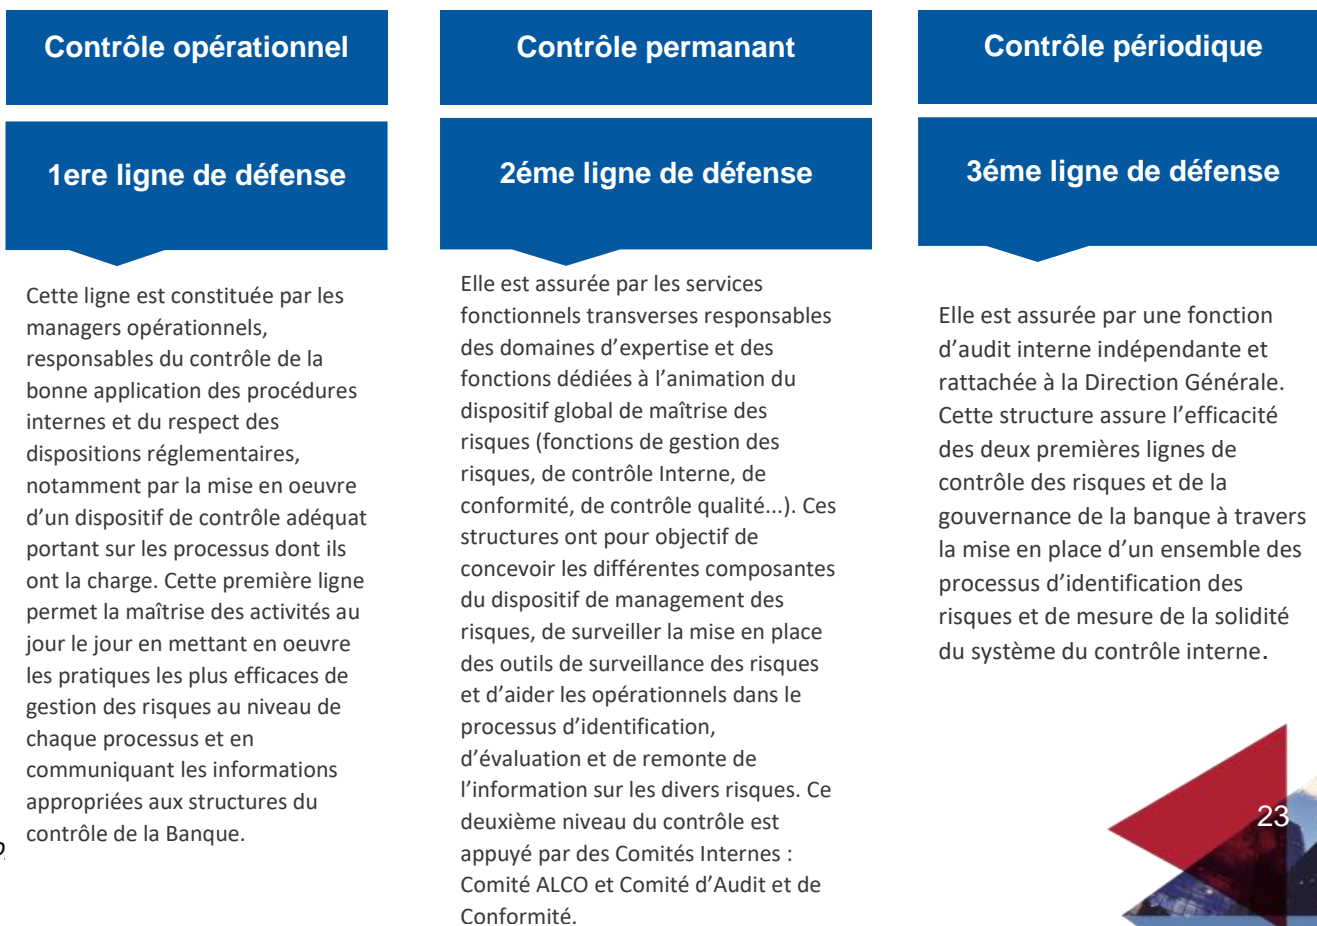 Contrôle opérationnel
1ere ligne de défense
Cette ligne est constituée par les
managers opérationnels,
responsables du contrôle de la
bonne application des procédures
internes et du respect des
dispositions réglementaires,
notamment par la mise en oeuvre
d’un dispositif de contrôle adéquat
portant sur les processus dont ils
ont la charge. Cette première ligne
permet la maîtrise des activités au
jour le jour en mettant en oeuvre
les pratiques les plus efficaces de
gestion des risques au niveau de
chaque processus et en
communiquant les informations
appropriées aux structures du
contrôle de la Banque.
Contrôle permanant
2éme ligne de défense
Elle est assurée par les services
fonctionnels transverses responsables
des domaines d’expertise et des
fonctions dédiées à l’animation du
dispositif global de maîtrise des
risques (fonctions de gestion des
risques, de contrôle Interne, de
conformité, de contrôle qualité...). Ces
structures ont pour objectif de
concevoir les différentes composantes
du dispositif de management des
risques, de surveiller la mise en place
des outils de surveillance des risques
et d’aider les opérationnels dans le
processus d’identification,
d’évaluation et de remonte de
l’information sur les divers risques. Ce
deuxième niveau du contrôle est
appuyé par des Comités Internes :
Comité ALCO et Comité d’Audit et de
Conformité.
Contrôle périodique
3éme ligne de défense
Elle est assurée par une fonction
d’audit interne indépendante et
rattachée à la Direction Générale.
Cette structure assure l’efficacité
des deux premières lignes de
contrôle des risques et de la
gouvernance de la banque à travers
la mise en place d’un ensemble des
processus d’identification des
risques et de mesure de la solidité
du système du contrôle interne.
23